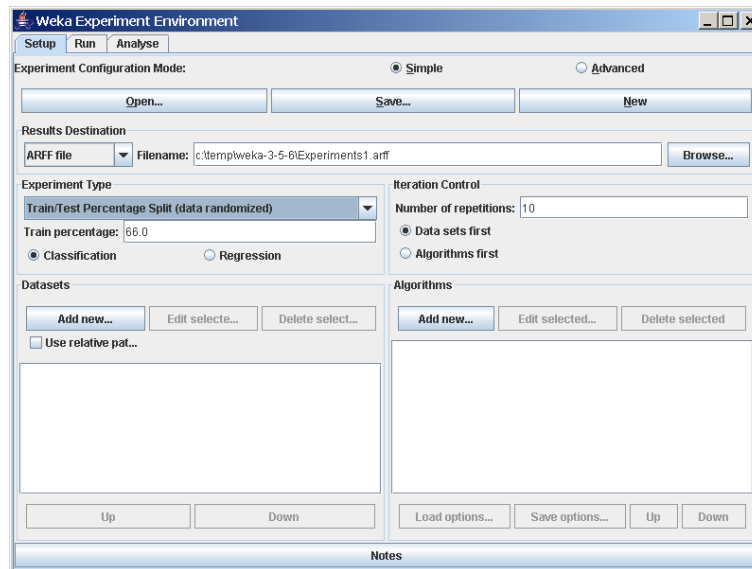 Weka Experiment Environment
Setup Run Analyse
Experiment Configuration Mode: Simple Advanced
Open... Save... New
Results Destination
ARFF file Filename: c:\temp\weka-3-5-6\Experiments1.arff Browse...
Experiment Type
Train/Test Percentage Split (data randomized)
Train percentage: 66.0
Classification Regression
Iteration Control
Number of repetitions: 10
Data sets first
Algorithms first
Datasets
Add new... Edit selecte... Delete select...
Use relative pat...
Up Down
Algorithms
Add new... Edit selected... Delete selected
Load options... Save options... Up Down
Notes